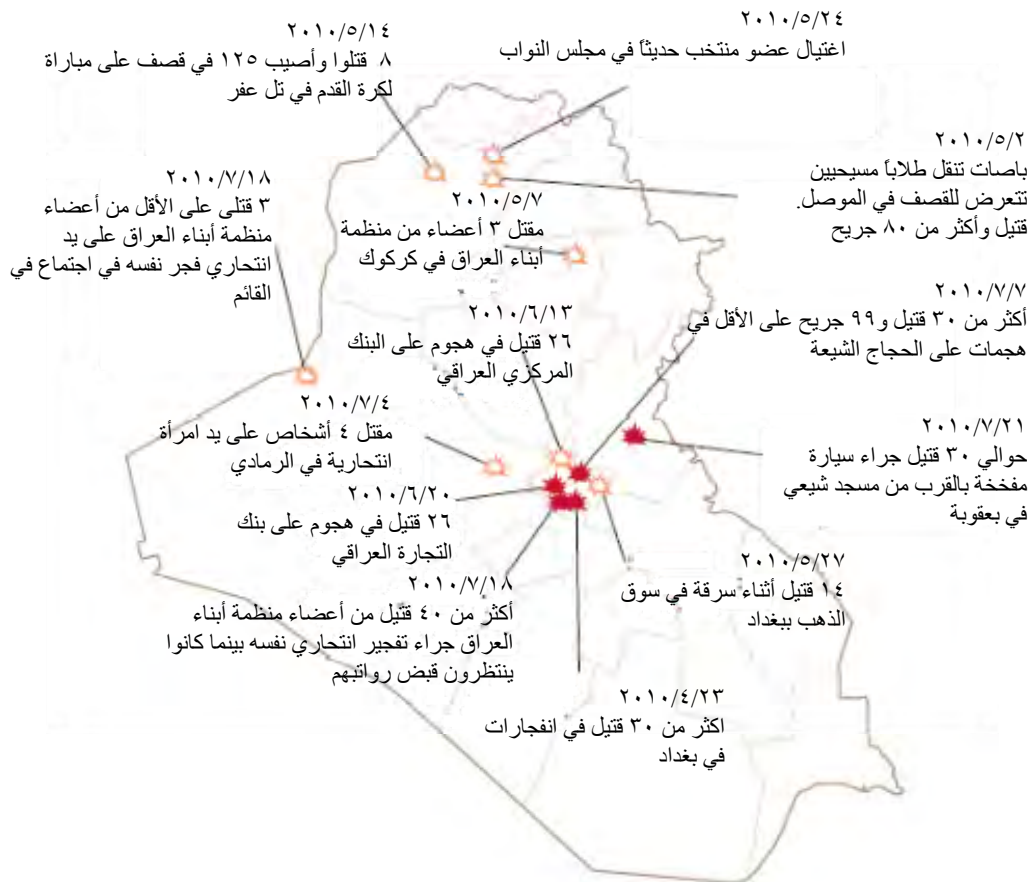 ٢٠١٠/٥/٢٤
اغتيال عضو منتخب حديثاً في مجلس النواب
٢٠١٠/٥/١٤
٨ قتلوا وأصيب ١٢٥ في قصف على مباراة
لكرة القدم في تل عفر
٢٠١٠/٥/٢
باصات تنقل طلاباً مسيحيين
تتعرض للقصف في الموصل.
قتيل وأكثر من ٨٠ جريح
٢٠١٠/٥/٧
مقتل ٣ أعضاء من منظمة
أبناء العراق في كركوك
٢٠١٠/٧/١٨
٣ قتلى على الأقل من أعضاء
منظمة أبناء العراق على يد
انتحاري فجر نفسه في اجتماع في
القائم
٢٠١٠/٧/٧
أكثر من ٣٠ قتيل و٩٩ جريح على الأقل في
هجمات على الحجاج الشيعة
٢٠١٠/٦/١٣
٢٦ قتيل في هجوم على البنك
المركزي العراقي
٢٠١٠/٧/٤
مقتل ٤ أشخاص على يد امرأة
انتحارية في الرمادي
٢٠١٠/٧/٢١
حوالي ٣٠ قتيل جراء سيارة
مفخخة بالقرب من مسجد شيعي
في بعقوبة
٢٠١٠/٦/٢٠
٢٦ قتيل في هجوم على بنك
التجارة العراقي
٢٠١٠/٥/٢٧
١٤ قتيل أثناء سرقة في سوق
الذهب ببغداد
٢٠١٠/٧/١٨
أكثر من ٤٠ قتيل من أعضاء منظمة أبناء
العراق جراء تفجير انتحاري نفسه بينما كانوا
ينتظرون قبض رواتبهم
٢٠١٠/٤/٢٣
اكثر من ٣٠ قتيل في انفجارات
في بغداد